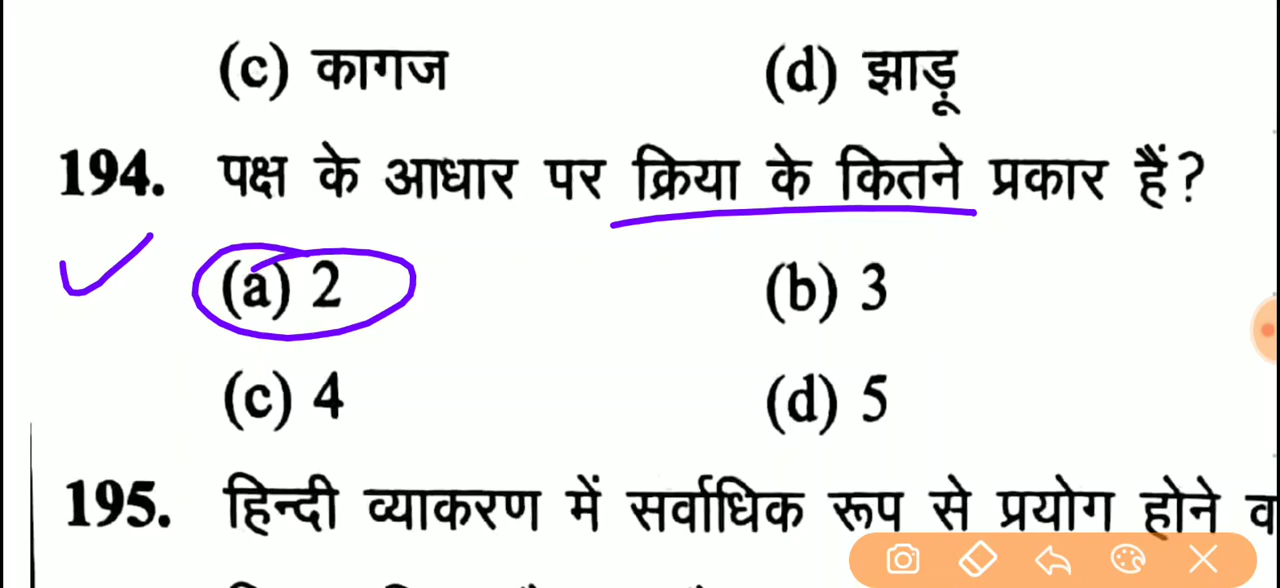 (c) कागज (d) झाड़ू
194. पक्ष के आधार पर क्रिया के कितने प्रकार हैं?
(a) 2 (b) 3
(c) 4 (d) 5
195. हिन्दी व्याकरण में सर्वाधिक रूप से प्रयोग होने